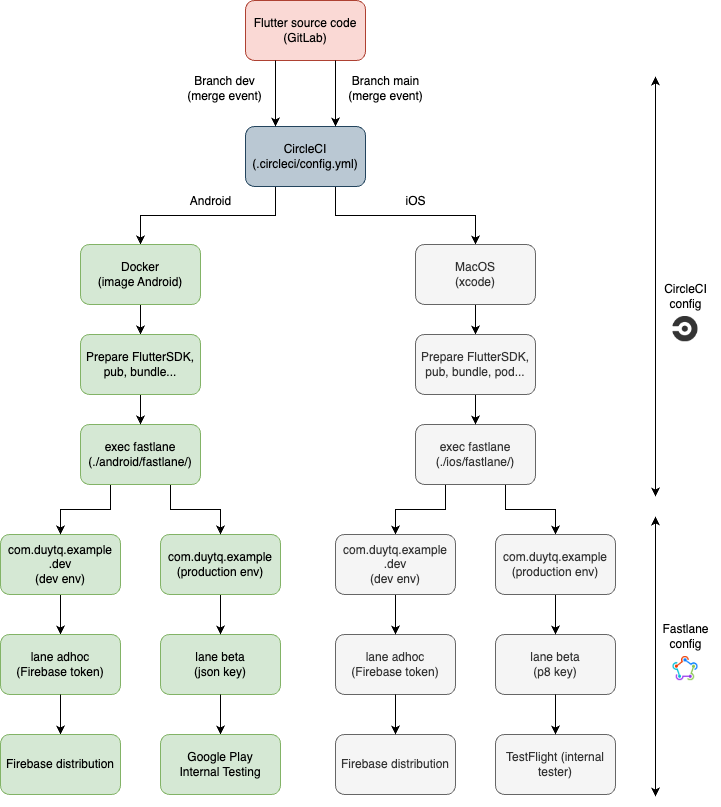 Flutter source code
(GitLab)
Branch dev
(merge event)
Branch main
(merge event)
CircleCI
(.circleci/config.yml)
Android
iOS
Docker
(image Android)
MacOS
(xcode)
CircleCI
config
Prepare FlutterSDK,
pub, bundle...
Prepare FlutterSDK,
pub, bundle, pod...
exec fastlane
(./android/fastlane/)
exec fastlane
(./ios/fastlane/)
com.duytq.example
.dev
(dev env)
com.duytq.example
(production env)
com.duytq.example
.dev
(dev env)
com.duytq.example
(production env)
Fastlane
config
lane adhoc
(Firebase token)
lane beta
(json key)
lane adhoc
(Firebase token)
lane beta
(p8 key)
Firebase distribution
Google Play
Internal Testing
Firebase distribution
TestFlight (internal
tester)